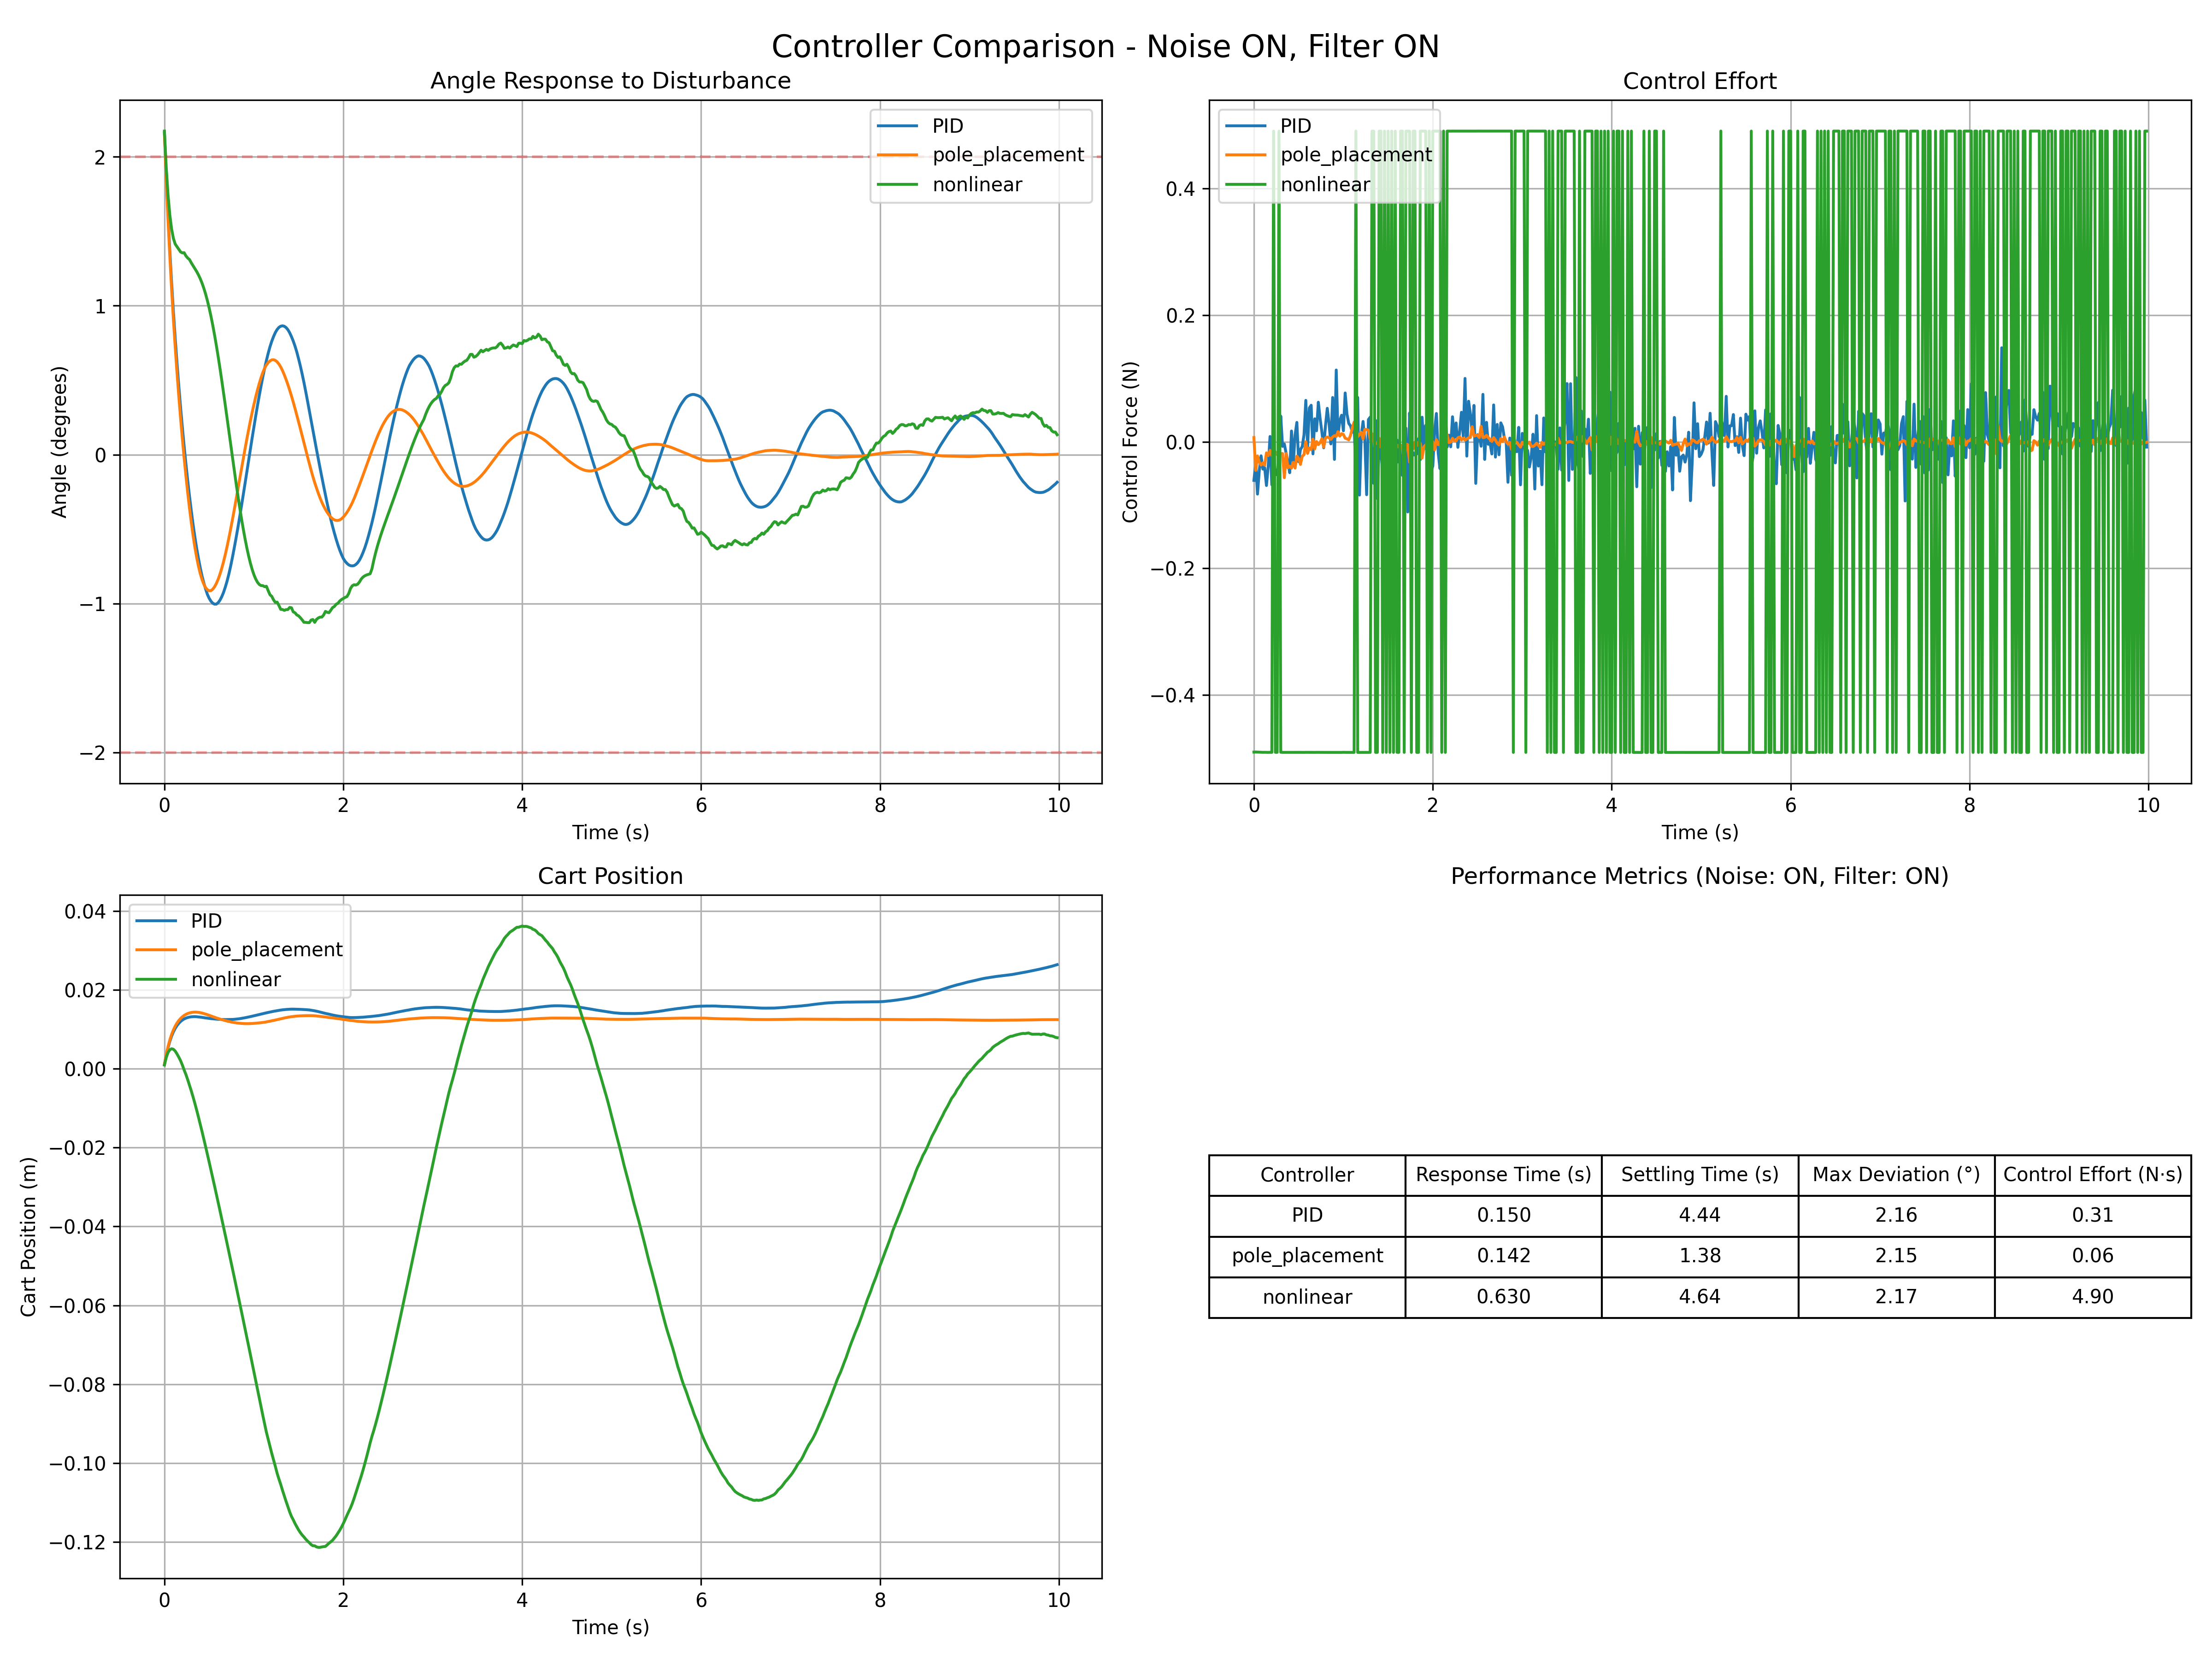 Controller Comparison - Noise ON, Filter ON
Angle Response to Disturbance
PID
pole_placement
nonlinear
2
1
0
−1
−2
Angle (degrees)
0 2 4 6 8 10
Time (s)
Control Effort
PID
pole_placement
nonlinear
0.4
0.2
0.0
−0.2
−0.4
Control Force (N)
0 2 4 6 8 10
Time (s)
Cart Position
PID
pole_placement
nonlinear
0.04
0.02
0.00
−0.02
−0.04
−0.06
−0.08
−0.10
−0.12
Cart Position (m)
0 2 4 6 8 10
Time (s)
Performance Metrics (Noise: ON, Filter: ON)
Controller Response Time (s) Settling Time (s) Max Deviation (°) Control Effort (N·s)
PID 0.150 4.44 2.16 0.31
pole_placement 0.142 1.38 2.15 0.06
nonlinear 0.630 4.64 2.17 4.90